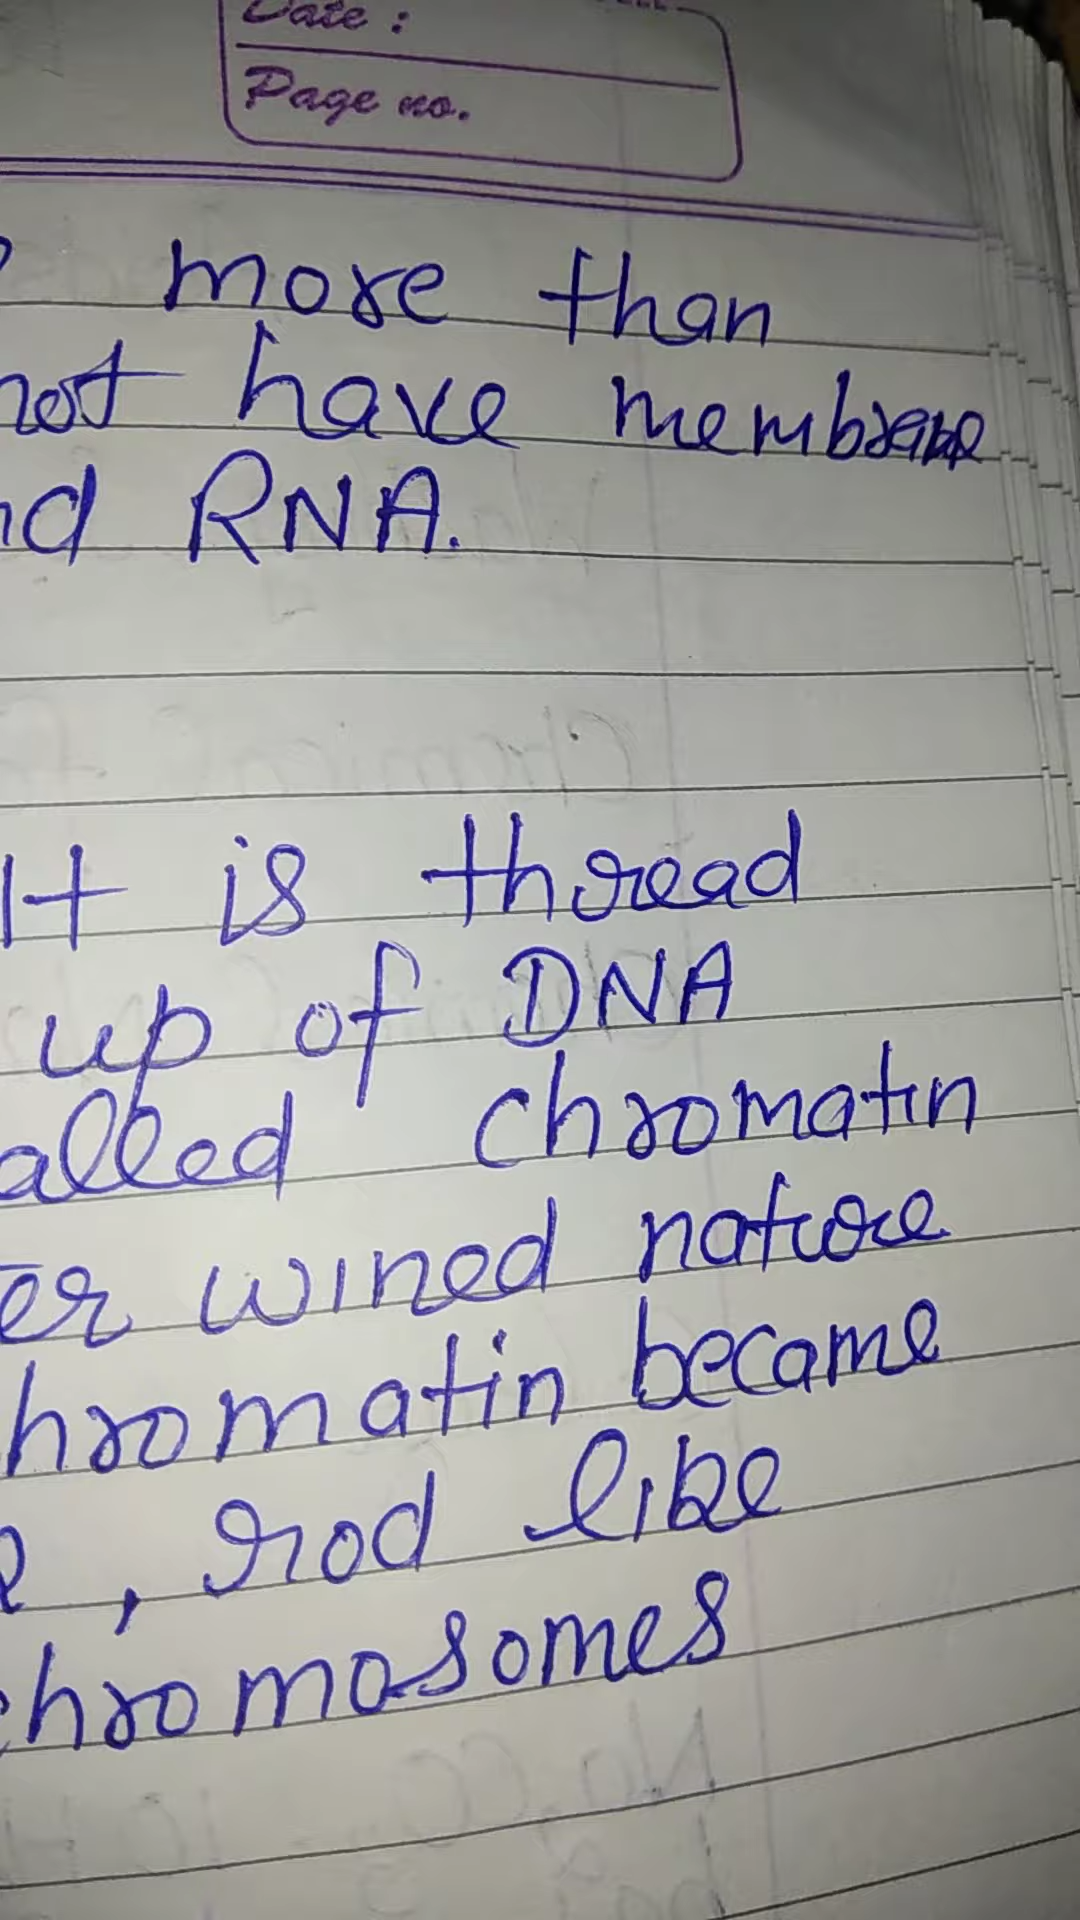 Date :
Page no.
more than
not have membrane
nd RNA.
It is thread
up of DNA
alled chromatin
er wined nature
hromatin became
, rod like
chromosomes